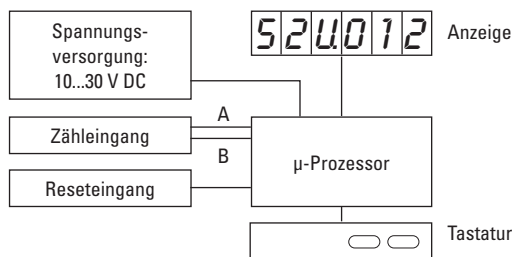 Spannungs-
versorgung:
10...30 V DC
52U.012
Anzeige
A
Zähleingang
B
µ-Prozessor
Reseteingang
Tastatur